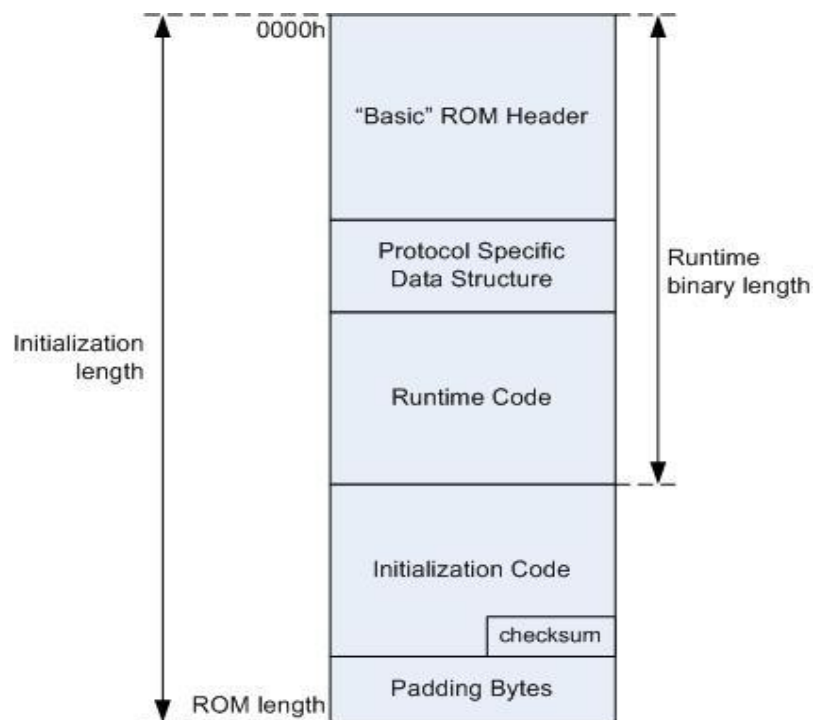 0000h
“Basic” ROM Header
Protocol Specific
Data Structure
Runtime
binary length
Initialization
length
Runtime Code
Initialization Code
checksum
ROM length
Padding Bytes